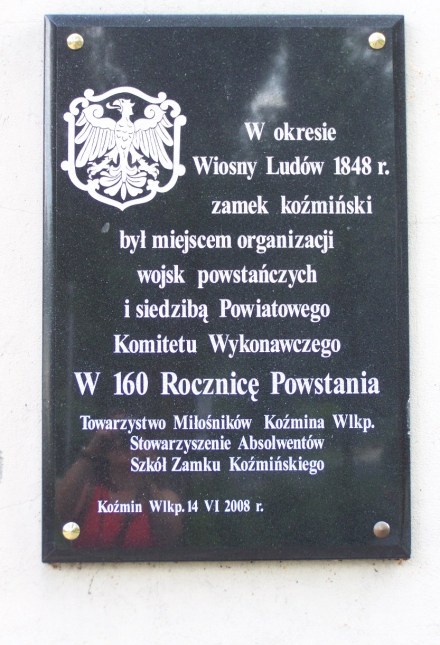 W okresie
Wiosny Ludów 1848 r.
zamek koźmiński
był miejscem organizacji
wojsk powstańczych
i siedzibą Powiatowego
Komitetu Wykonawczego
W 160 Rocznicę Powstania
Towarzystwo Miłośników Koźmina Wlkp.
Stowarzyszenie Absolwentów
Szkół Zamku Koźmińskiego
Koźmin Wlkp. 14 VI 2008 r.